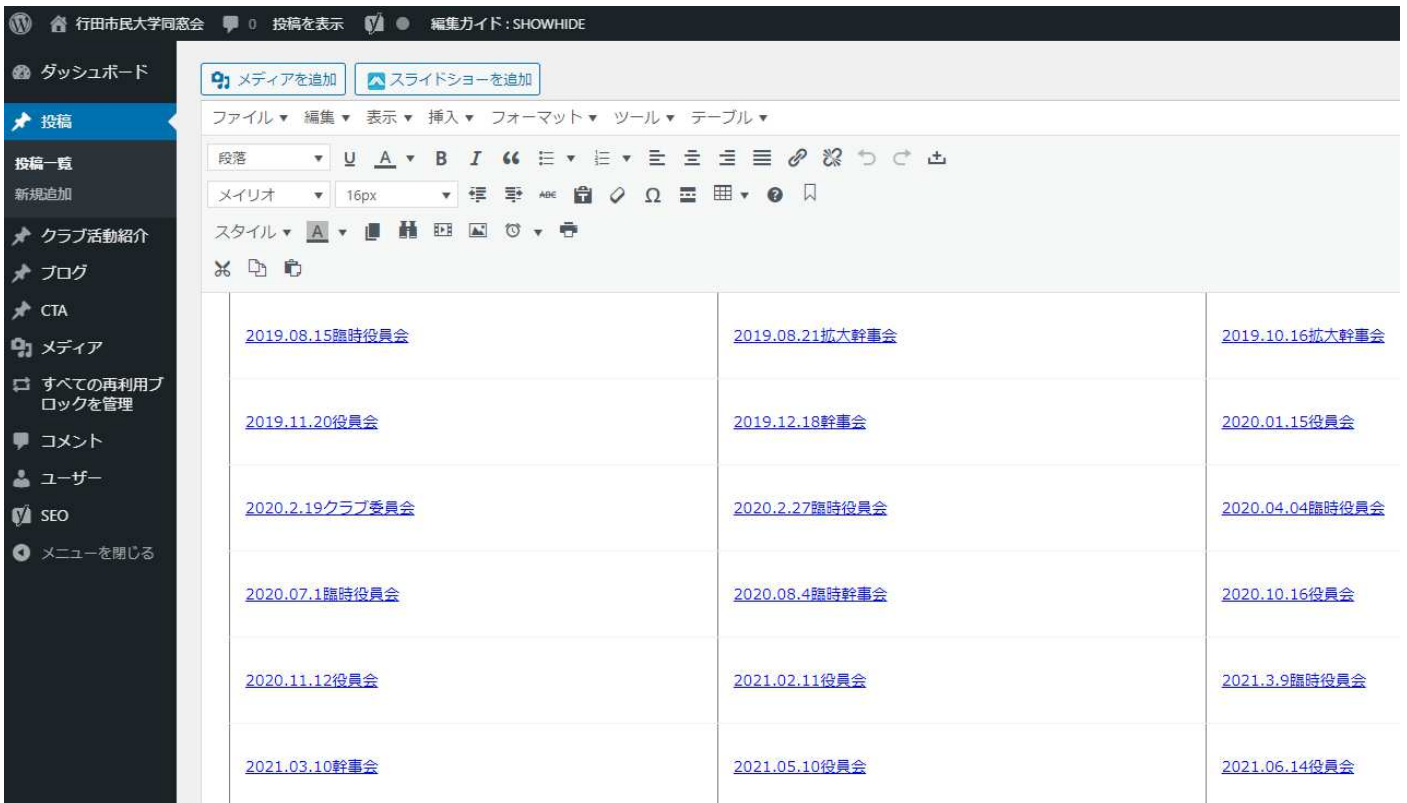 行田市民大学同窓会 0 投稿を表示 編集ガイド : SHOWHIDE
ダッシュボード
投稿
投稿一覧
新規追加
クラブ活動紹介
ブログ
CTA
メディア
すべての再利用ブ
ロックを管理
コメント
ユーザー
SEO
メニューを閉じる
メディアを追加 スライドショーを追加
ファイル 編集 表示 挿入 フォーマット ツール テーブル
段落 U A B I
メイリオ 16px ABC T Ω
スタイル A
2019.08.15臨時役員会 2019.08.21拡大幹事会 2019.10.16拡大幹事会
2019.11.20役員会 2019.12.18幹事会 2020.01.15役員会
2020.2.19クラブ委員会 2020.2.27臨時役員会 2020.04.04臨時役員会
2020.07.1臨時役員会 2020.08.4臨時幹事会 2020.10.16役員会
2020.11.12役員会 2021.02.11役員会 2021.3.9臨時役員会
2021.03.10幹事会 2021.05.10役員会 2021.06.14役員会